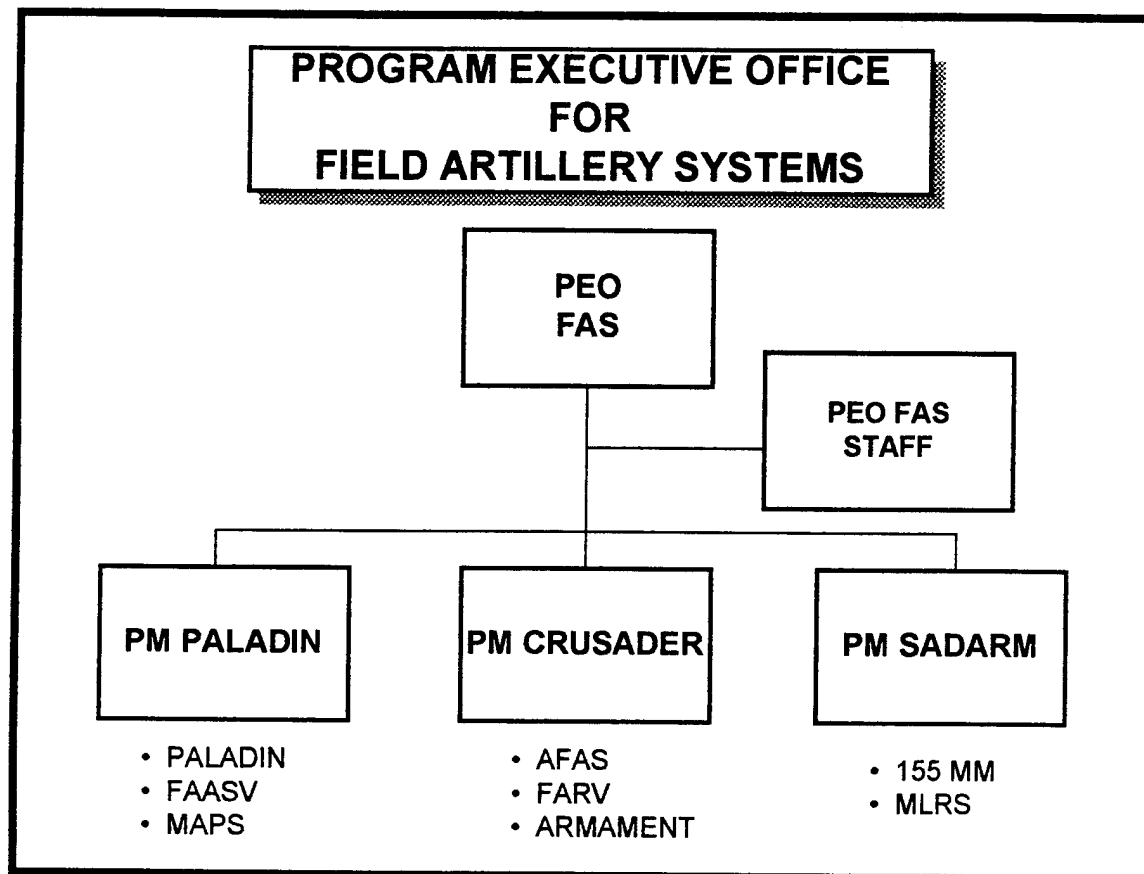 PROGRAM EXECUTIVE OFFICE
FOR
FIELD ARTILLERY SYSTEMS
PEO
FAS
PEO FAS
STAFF
PM PALADIN
PM CRUSADER
PM SADARM
• PALADIN
• FAASV
• MAPS
• AFAS
• FARV
• ARMAMENT
• 155 MM
• MLRS